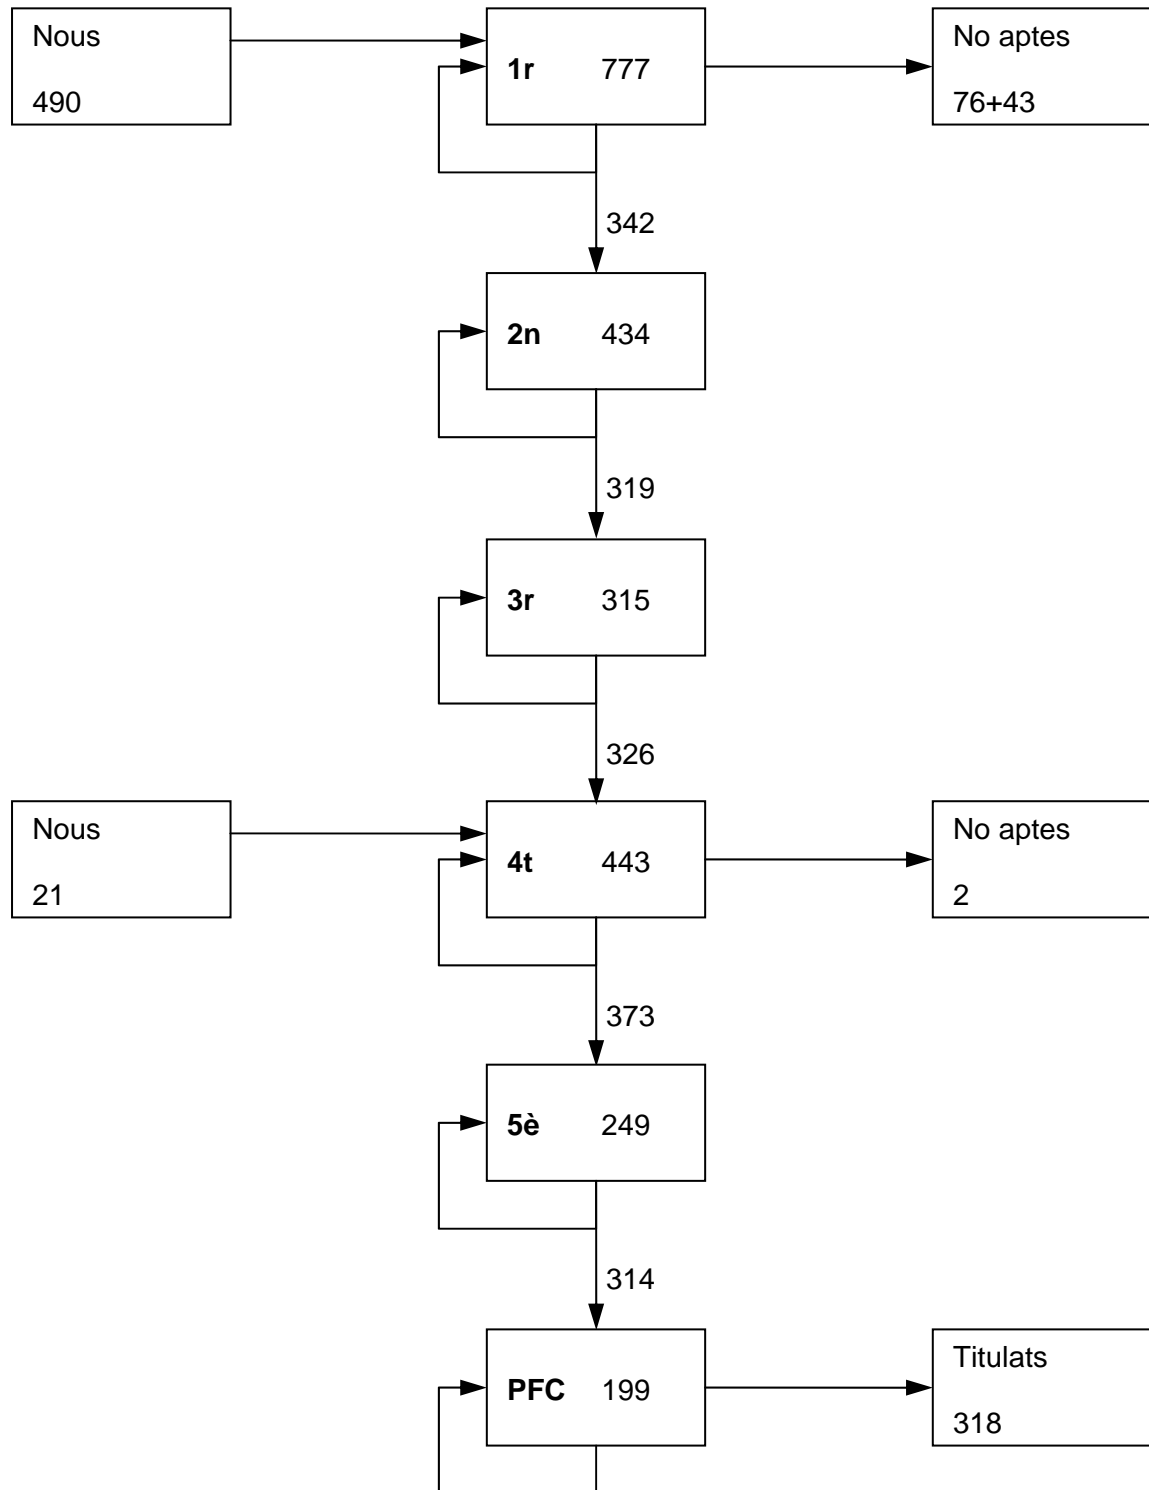 Nous
490
1r 777
No aptes
76+43
342
2n 434
319
3r 315
326
Nous
21
4t 443
No aptes
2
373
5è 249
314
PFC 199
Titulats
318